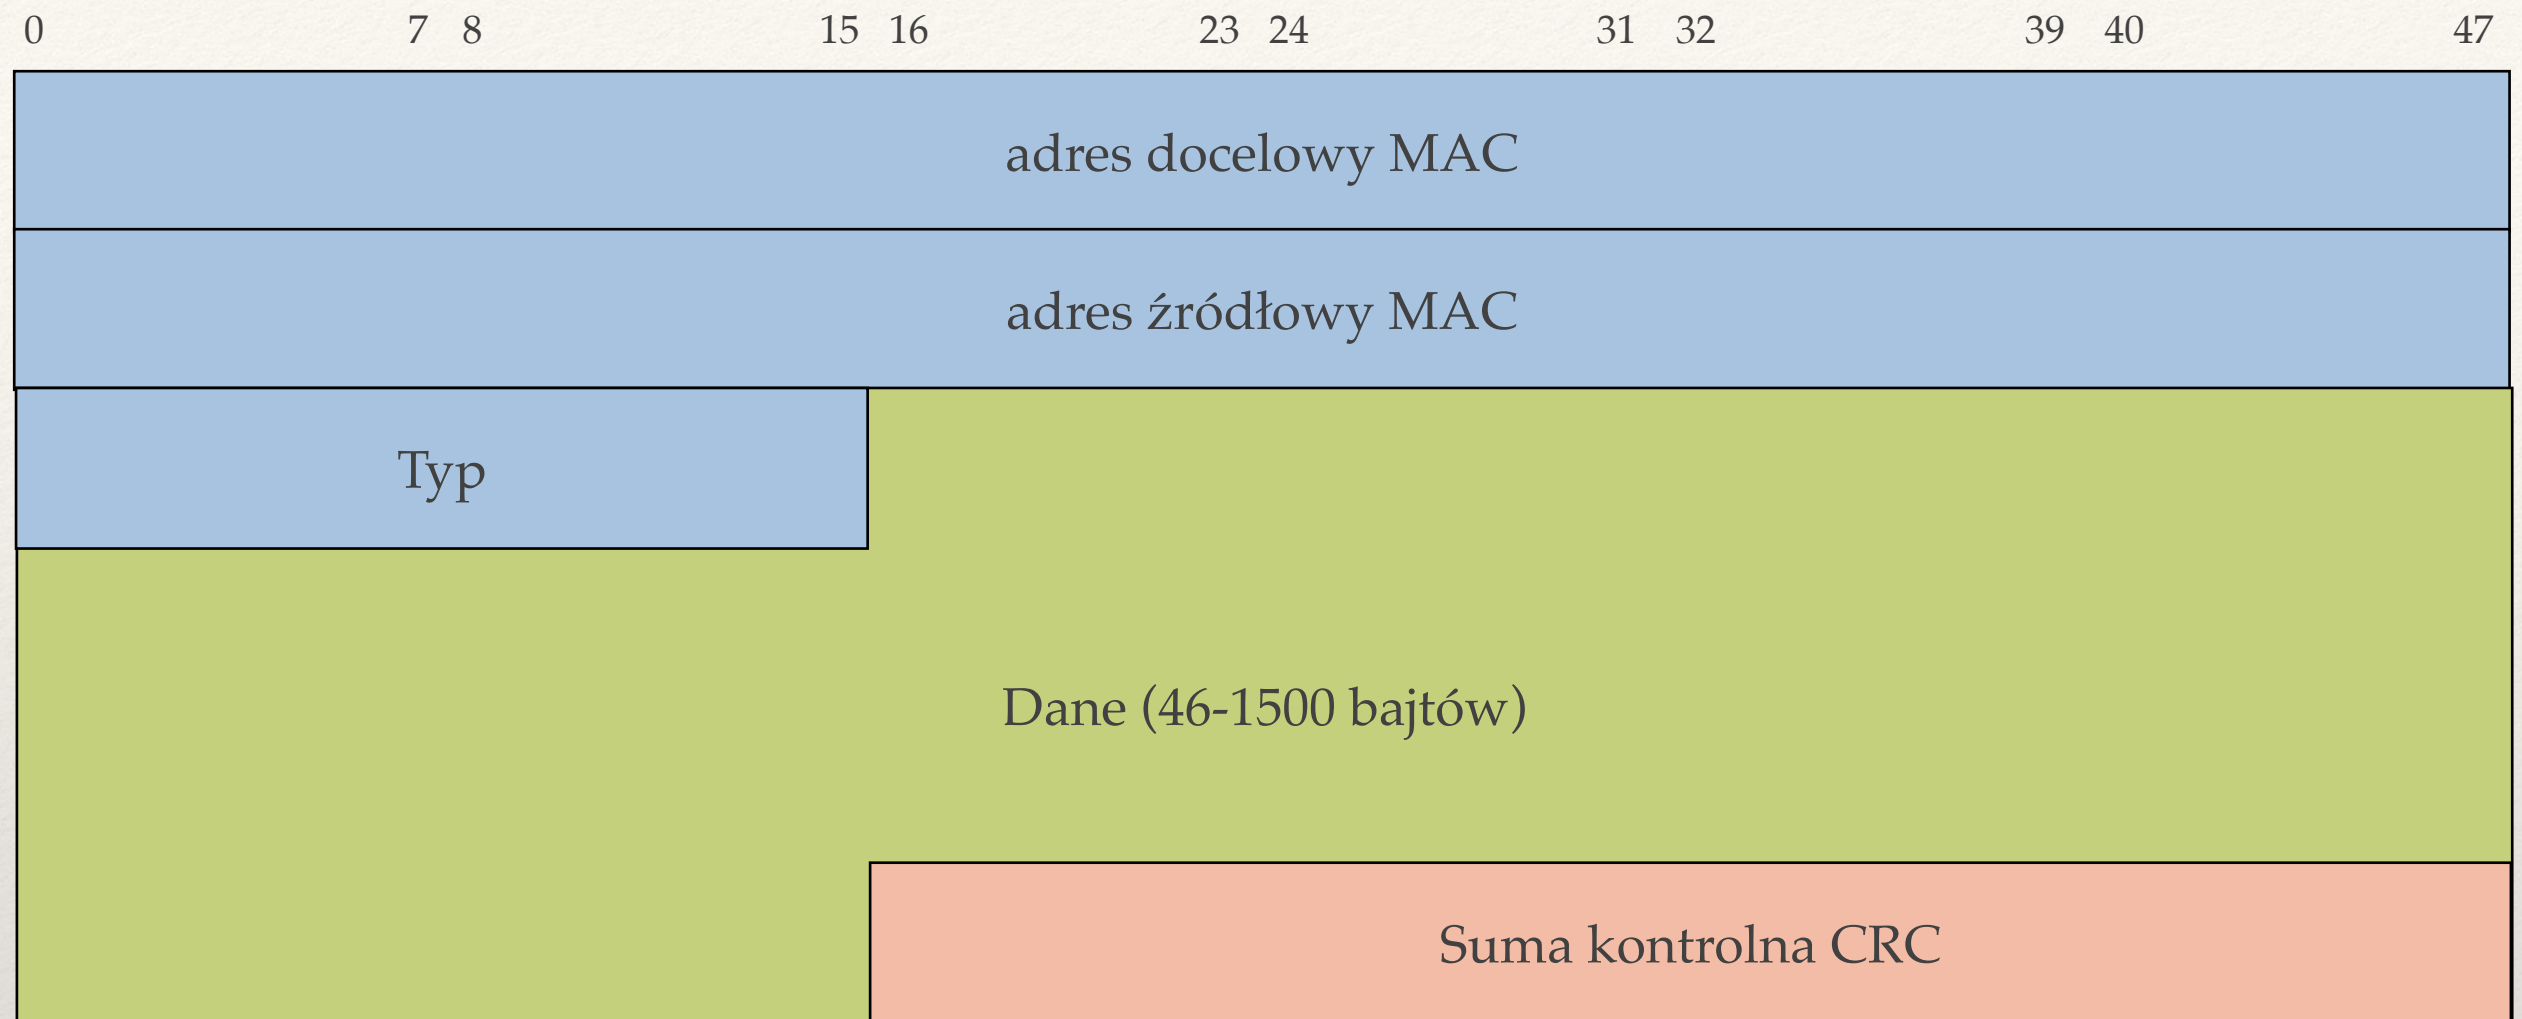 0 7 8 15 16 23 24 31 32 39 40 47
adres docelowy MAC
adres źródłowy MAC
Typ
Dane (46-1500 bajtów)
Suma kontrolna CRC